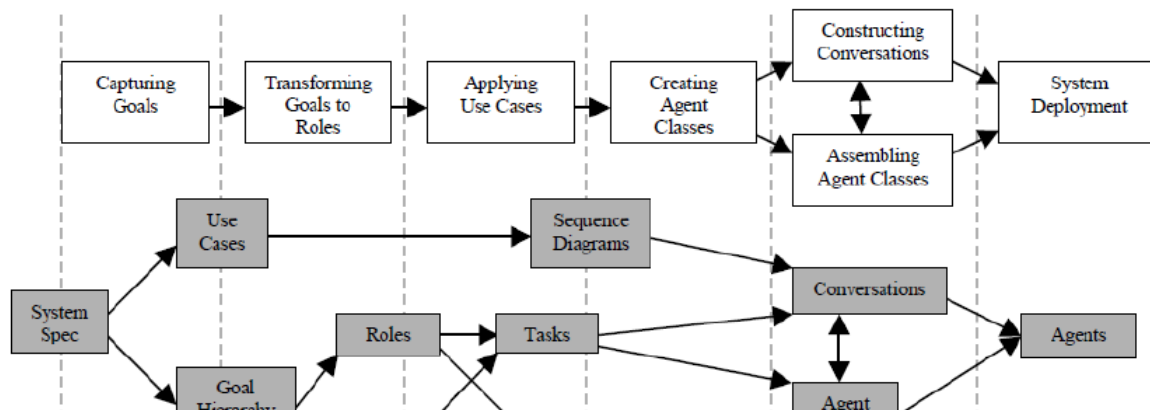 Constructing
Conversations
Capturing
Goals
Transforming
Goals to
Roles
Applying
Use Cases
Creating
Agent
Classes
System
Deployment
Assembling
Agent Classes
Use
Cases
Sequence
Diagrams
System
Spec
Conversations
Roles
Tasks
Agents
Goal
Hierarchy
Agent